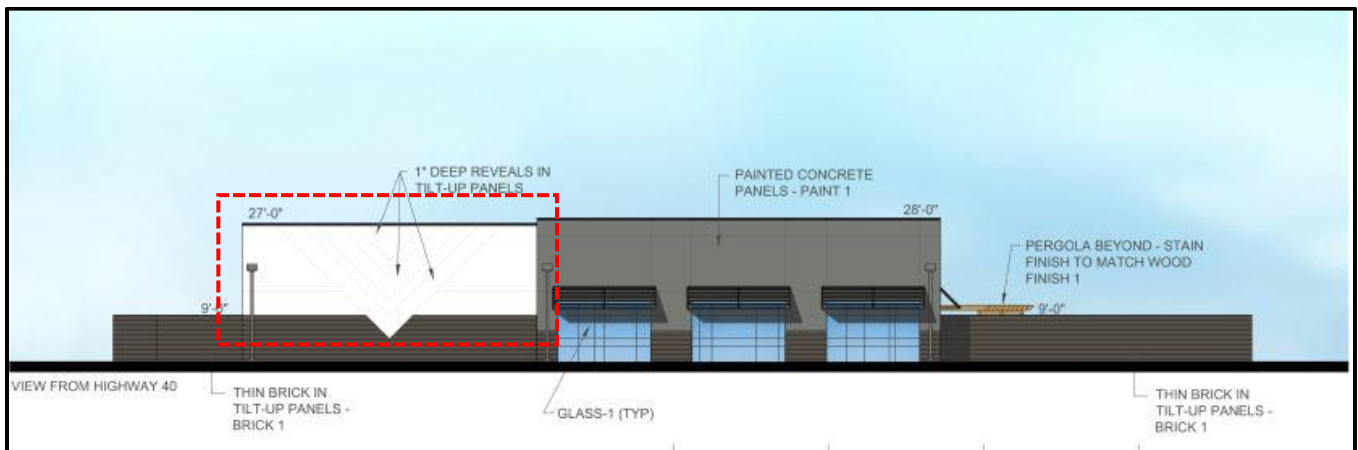 1" DEEP REVEALS IN
TILT-UP PANELS
PAINTED CONCRETE
PANELS - PAINT 1
27'-0"
28'-0"
PERGOLA BEYOND - STAIN
FINISH TO MATCH WOOD
FINISH 1
9'-0"
9'-0"
VIEW FROM HIGHWAY 40
THIN BRICK IN
TILT-UP PANELS -
BRICK 1
GLASS-1 (TYP)
THIN BRICK IN
TILT-UP PANELS -
BRICK 1